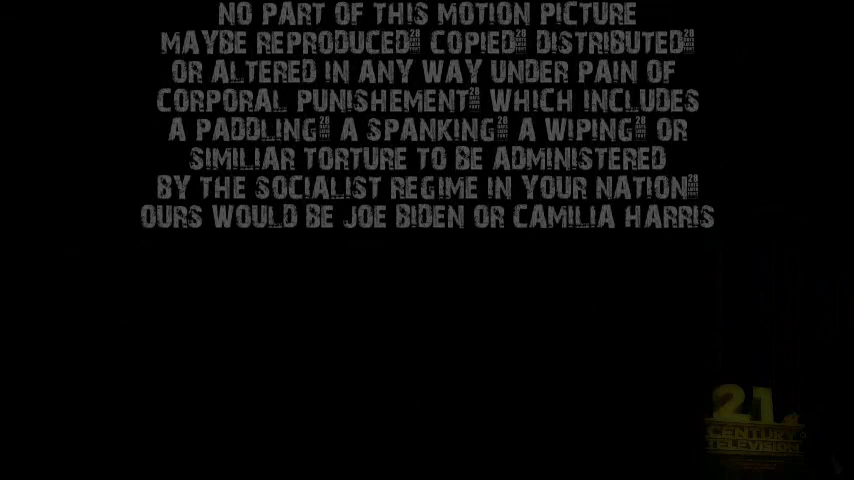 NO PART OF THIS MOTION PICTURE
MAYBE REPRODUCED COPIED DISTRIBUTED
OR ALTERED IN ANY WAY UNDER PAIN OF
CORPORAL PUNISHEMENT WHICH INCLUDES
A PADDLING A SPANKING A WIPING OR
SIMILIAR TORTURE TO BE ADMINISTERED
BY THE SOCIALIST REGIME IN YOUR NATION
OURS WOULD BE JOE BIDEN OR CAMILIA HARRIS
21
CENTURY
TELEVISION